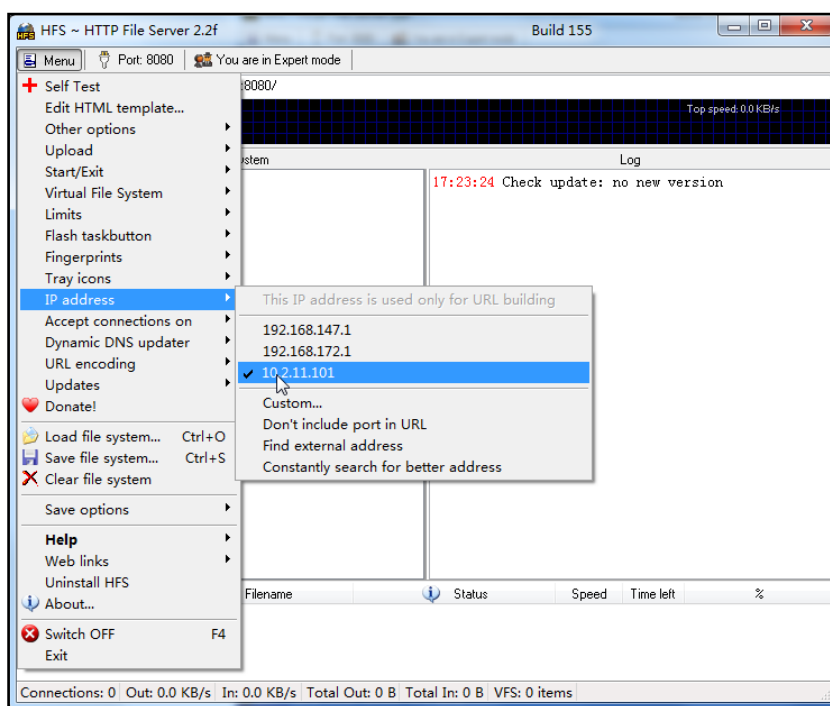 HFS ~ HTTP File Server 2.2f Build 155
Menu Port: 8080 You are in Expert mode
:8080/
Top speed: 0.0 KB/s
Log
17:23:24 Check update: no new version
Self Test
Edit HTML template...
Other options
Upload
Start/Exit
Virtual File System
Limits
Flash taskbutton
Fingerprints
Tray icons
IP address
Accept connections on
Dynamic DNS updater
URL encoding
Updates
Donate!
Load file system... Ctrl+O
Save file system... Ctrl+S
Clear file system
Save options
Help
Web links
Uninstall HFS
About...
Switch OFF F4
Exit
This IP address is used only for URL building
192.168.147.1
192.168.172.1
10.2.11.101
Custom...
Don't include port in URL
Find external address
Constantly search for better address
Filename Status Speed Time left %
Connections: 0 Out: 0.0 KB/s In: 0.0 KB/s Total Out: 0 B Total In: 0 B VFS: 0 items